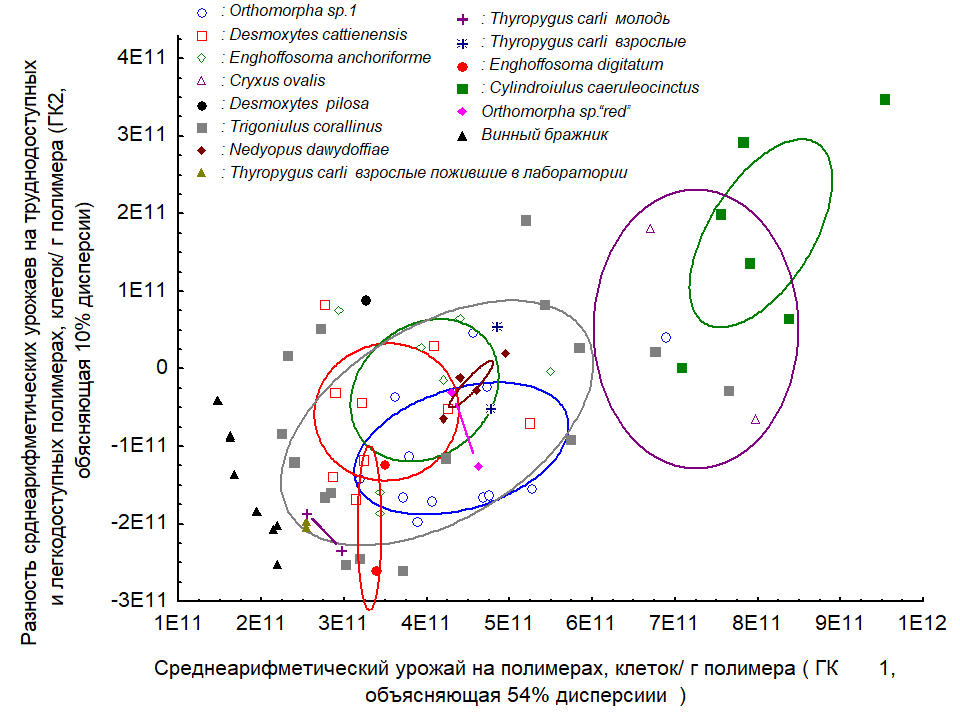 : Orthomorpha sp.1
: Desmoxytes cattienensis
: Enghoffosoma anchoriforme
: Cryxus ovalis
: Desmoxytes pilosa
: Trigoniulus corallinus
: Nedyopus dawydoffiae
: Thyropygus carli взрослые пожившие в лаборатории
: Thyropygus carli молодь
: Thyropygus carli взрослые
: Enghoffosoma digitatum
: Cylindroiulus caeruleocinctus
Orthomorpha sp.“red”
Винный бражник
Разность срднеарифметических урожаев на труднодоступных
и легкодоступных полимерах, клеток/ г полимера (ГК2,
обясняющая 10% дисперсии)
4E11
3E11
2E11
1E11
0
-1E11
-2E11
-3E11
1E11 2E11 3E11 4E11 5E11 6E11 7E11 8E11 9E11 1E12
Среднеарифметический урожай на полимерах, клеток/ г полимера ( ГК 1,
объясняющая 54% дисперсиии )